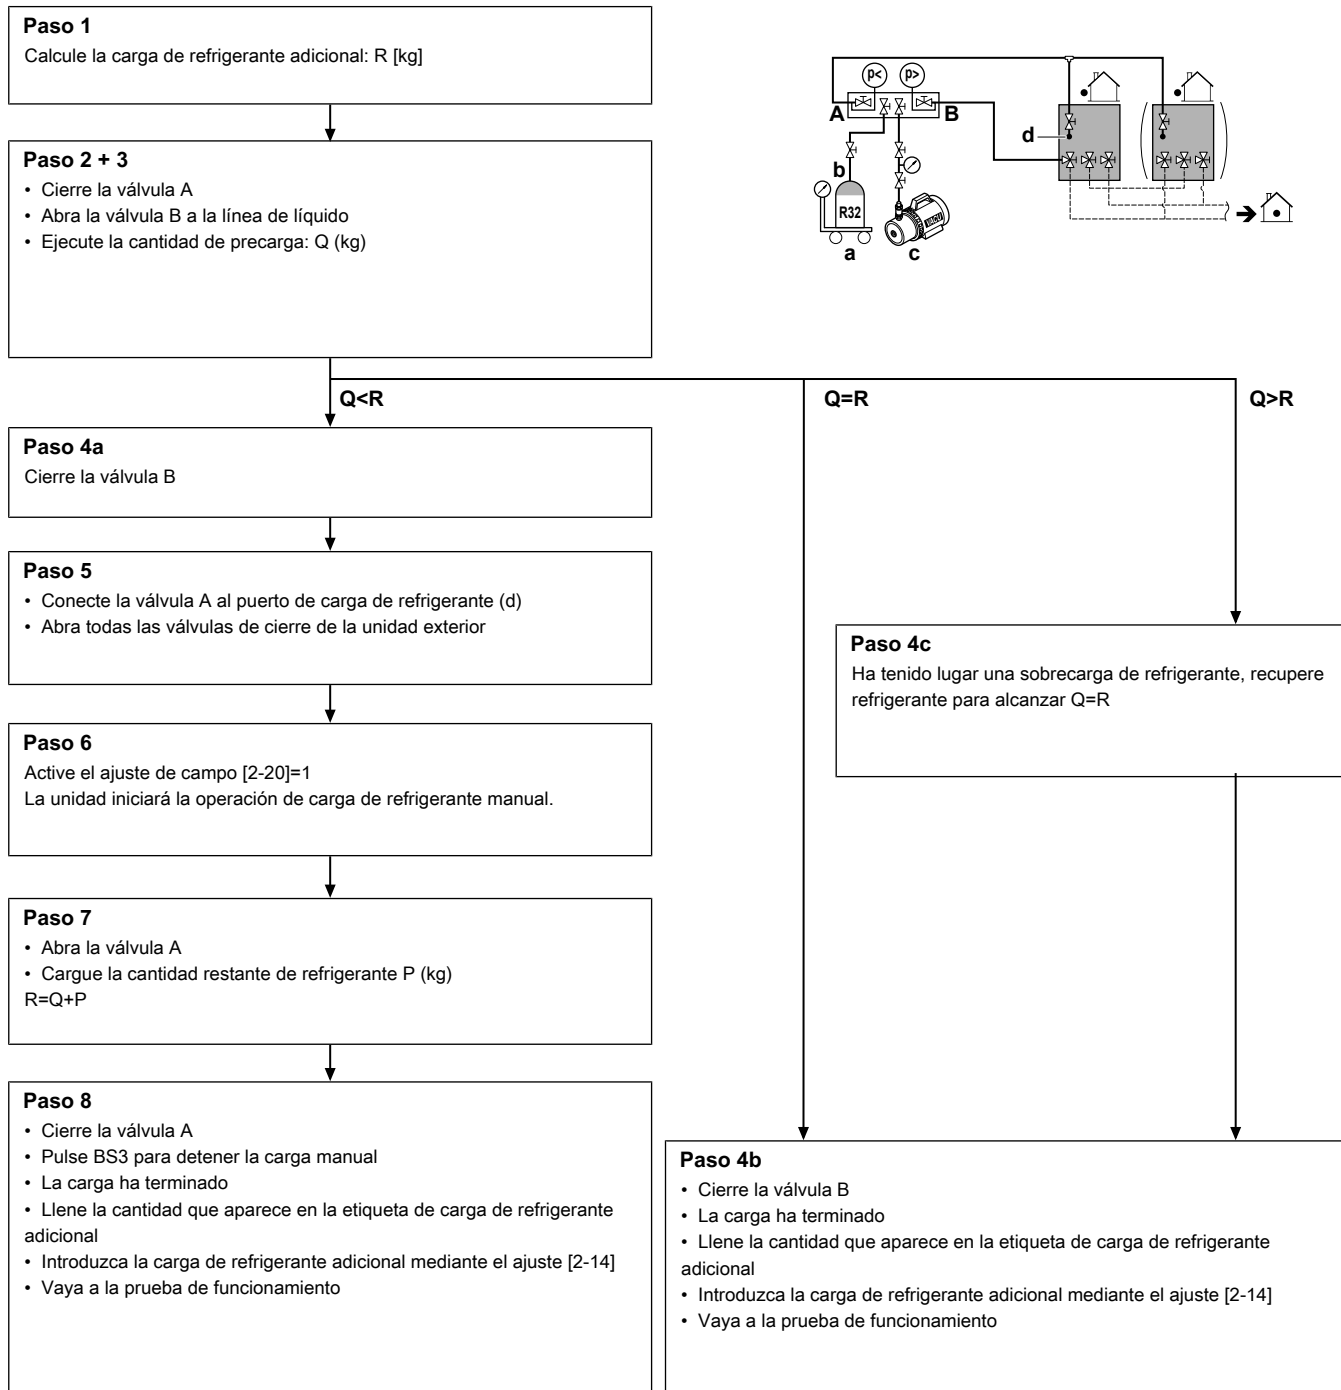 Paso 1
Calcule la carga de refrigerante adicional: R [kg]
p<
p>
A
B
d
b
R32
a
c
Paso 2 + 3
• Cierre la válvula A
• Abra la válvula B a la línea de líquido
• Ejecute la cantidad de precarga: Q (kg)
Q<R
Q=R
Q>R
Paso 4a
Cierre la válvula B
Paso 5
• Conecte la válvula A al puerto de carga de refrigerante (d)
• Abra todas las válvulas de cierre de la unidad exterior
Paso 4c
Ha tenido lugar una sobrecarga de refrigerante, recupere
refrigerante para alcanzar Q=R
Paso 6
Active el ajuste de campo [2-20]=1
La unidad iniciará la operación de carga de refrigerante manual.
Paso 7
• Abra la válvula A
• Cargue la cantidad restante de refrigerante P (kg)
R=Q+P
Paso 8
• Cierre la válvula A
• Pulse BS3 para detener la carga manual
• La carga ha terminado
• Llene la cantidad que aparece en la etiqueta de carga de refrigerante
adicional
• Introduzca la carga de refrigerante adicional mediante el ajuste [2-14]
• Vaya a la prueba de funcionamiento
Paso 4b
• Cierre la válvula B
• La carga ha terminado
• Llene la cantidad que aparece en la etiqueta de carga de refrigerante
adicional
• Introduzca la carga de refrigerante adicional mediante el ajuste [2-14]
• Vaya a la prueba de funcionamiento